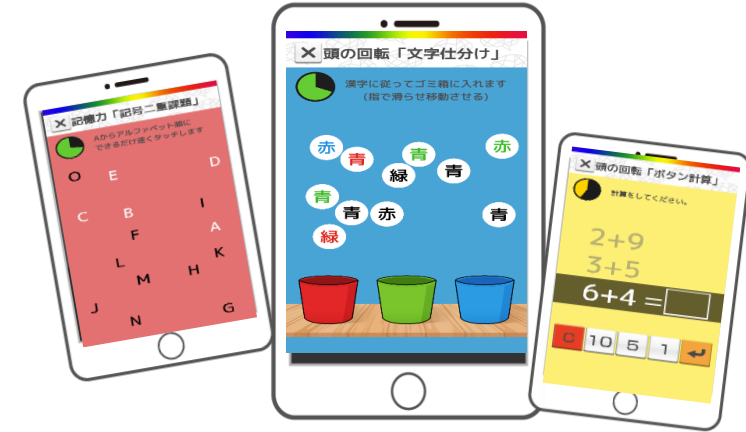 × 記憶力「記号二重課題」
Aからアルファベット順に
できるだけ速くタッチします
O
E
D
C
B
I
A
F
K
L
H
M
J
G
N
× 頭の回転「文字仕分け」
漢字に従ってゴミ箱に入れます
(指で滑らせ移動させる)
赤
青
青
赤
緑
青
青
青
赤
青
緑
× 頭の回転「ボタン計算」
計算をしてください。
2+9
3+5
6+4 =
C 10 5 1